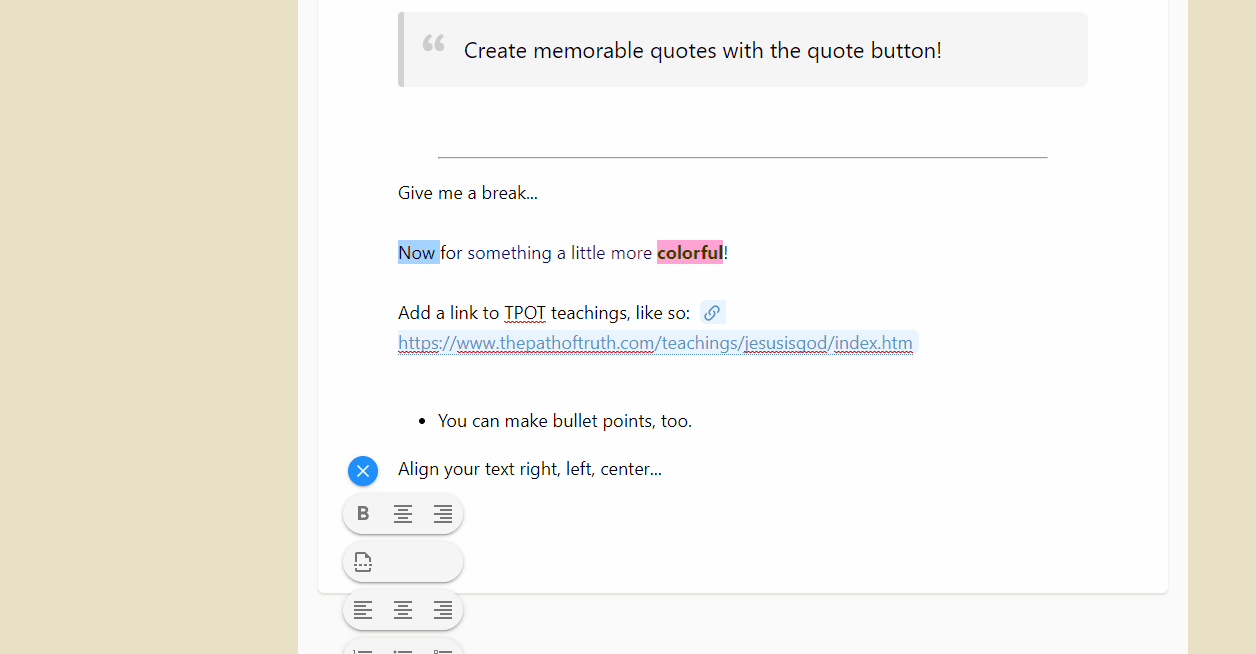 Create memorable quotes with the quote button!
Give me a break...
Now for something a little more colorful!
Add a link to TPOT teachings, like so:
https://www.thepathoftruth.com/teachings/jesusisgod/index.htm
• You can make bullet points, too.
Align your text right, left, center...
B